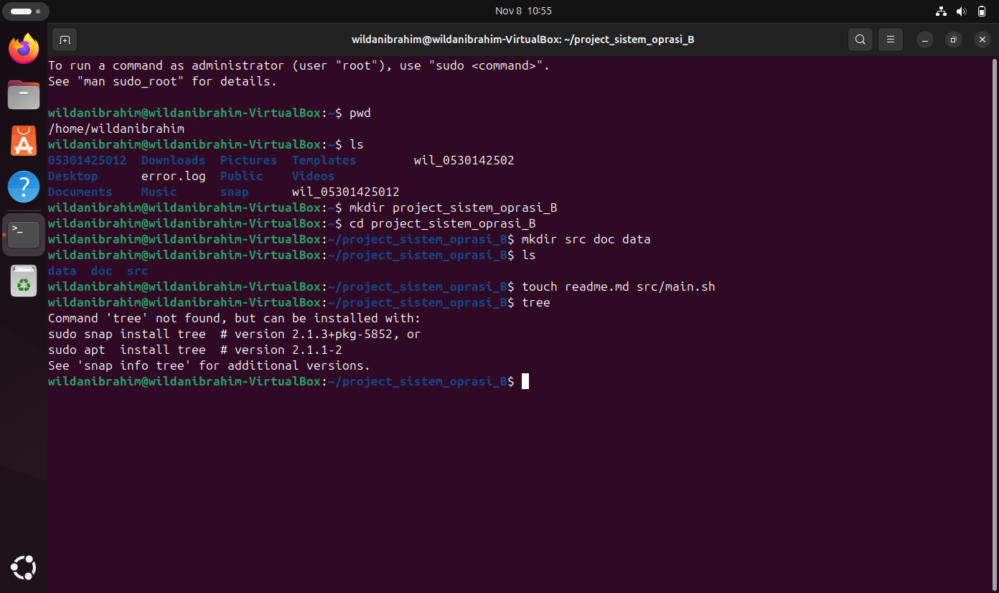 Nov 8 10:55
wildanibrahim@wildanibrahim-VirtualBox: ~/project_sistem_oprasi_B
To run a command as administrator (user "root"), use "sudo <command>".
See "man sudo_root" for details.
wildanibrahim@wildanibrahim-VirtualBox:~$ pwd
/home/wildanibrahim
wildanibrahim@wildanibrahim-VirtualBox:~$ ls
05301425012 Downloads Pictures Templates wil_0530142502
Desktop error.log Public Videos
Documents Music snap wil_05301425012
wildanibrahim@wildanibrahim-VirtualBox:~$ mkdir project_sistem_oprasi_B
wildanibrahim@wildanibrahim-VirtualBox:~$ cd project_sistem_oprasi_B
wildanibrahim@wildanibrahim-VirtualBox:~/project_sistem_oprasi_B$ mkdir src doc data
wildanibrahim@wildanibrahim-VirtualBox:~/project_sistem_oprasi_B$ ls
data doc src
wildanibrahim@wildanibrahim-VirtualBox:~/project_sistem_oprasi_B$ touch readme.md src/main.sh
wildanibrahim@wildanibrahim-VirtualBox:~/project_sistem_oprasi_B$ tree
Command 'tree' not found, but can be installed with:
sudo snap install tree # version 2.1.3+pkg-5852, or
sudo apt install tree # version 2.1.1-2
See 'snap info tree' for additional versions.
wildanibrahim@wildanibrahim-VirtualBox:~/project_sistem_oprasi_B$